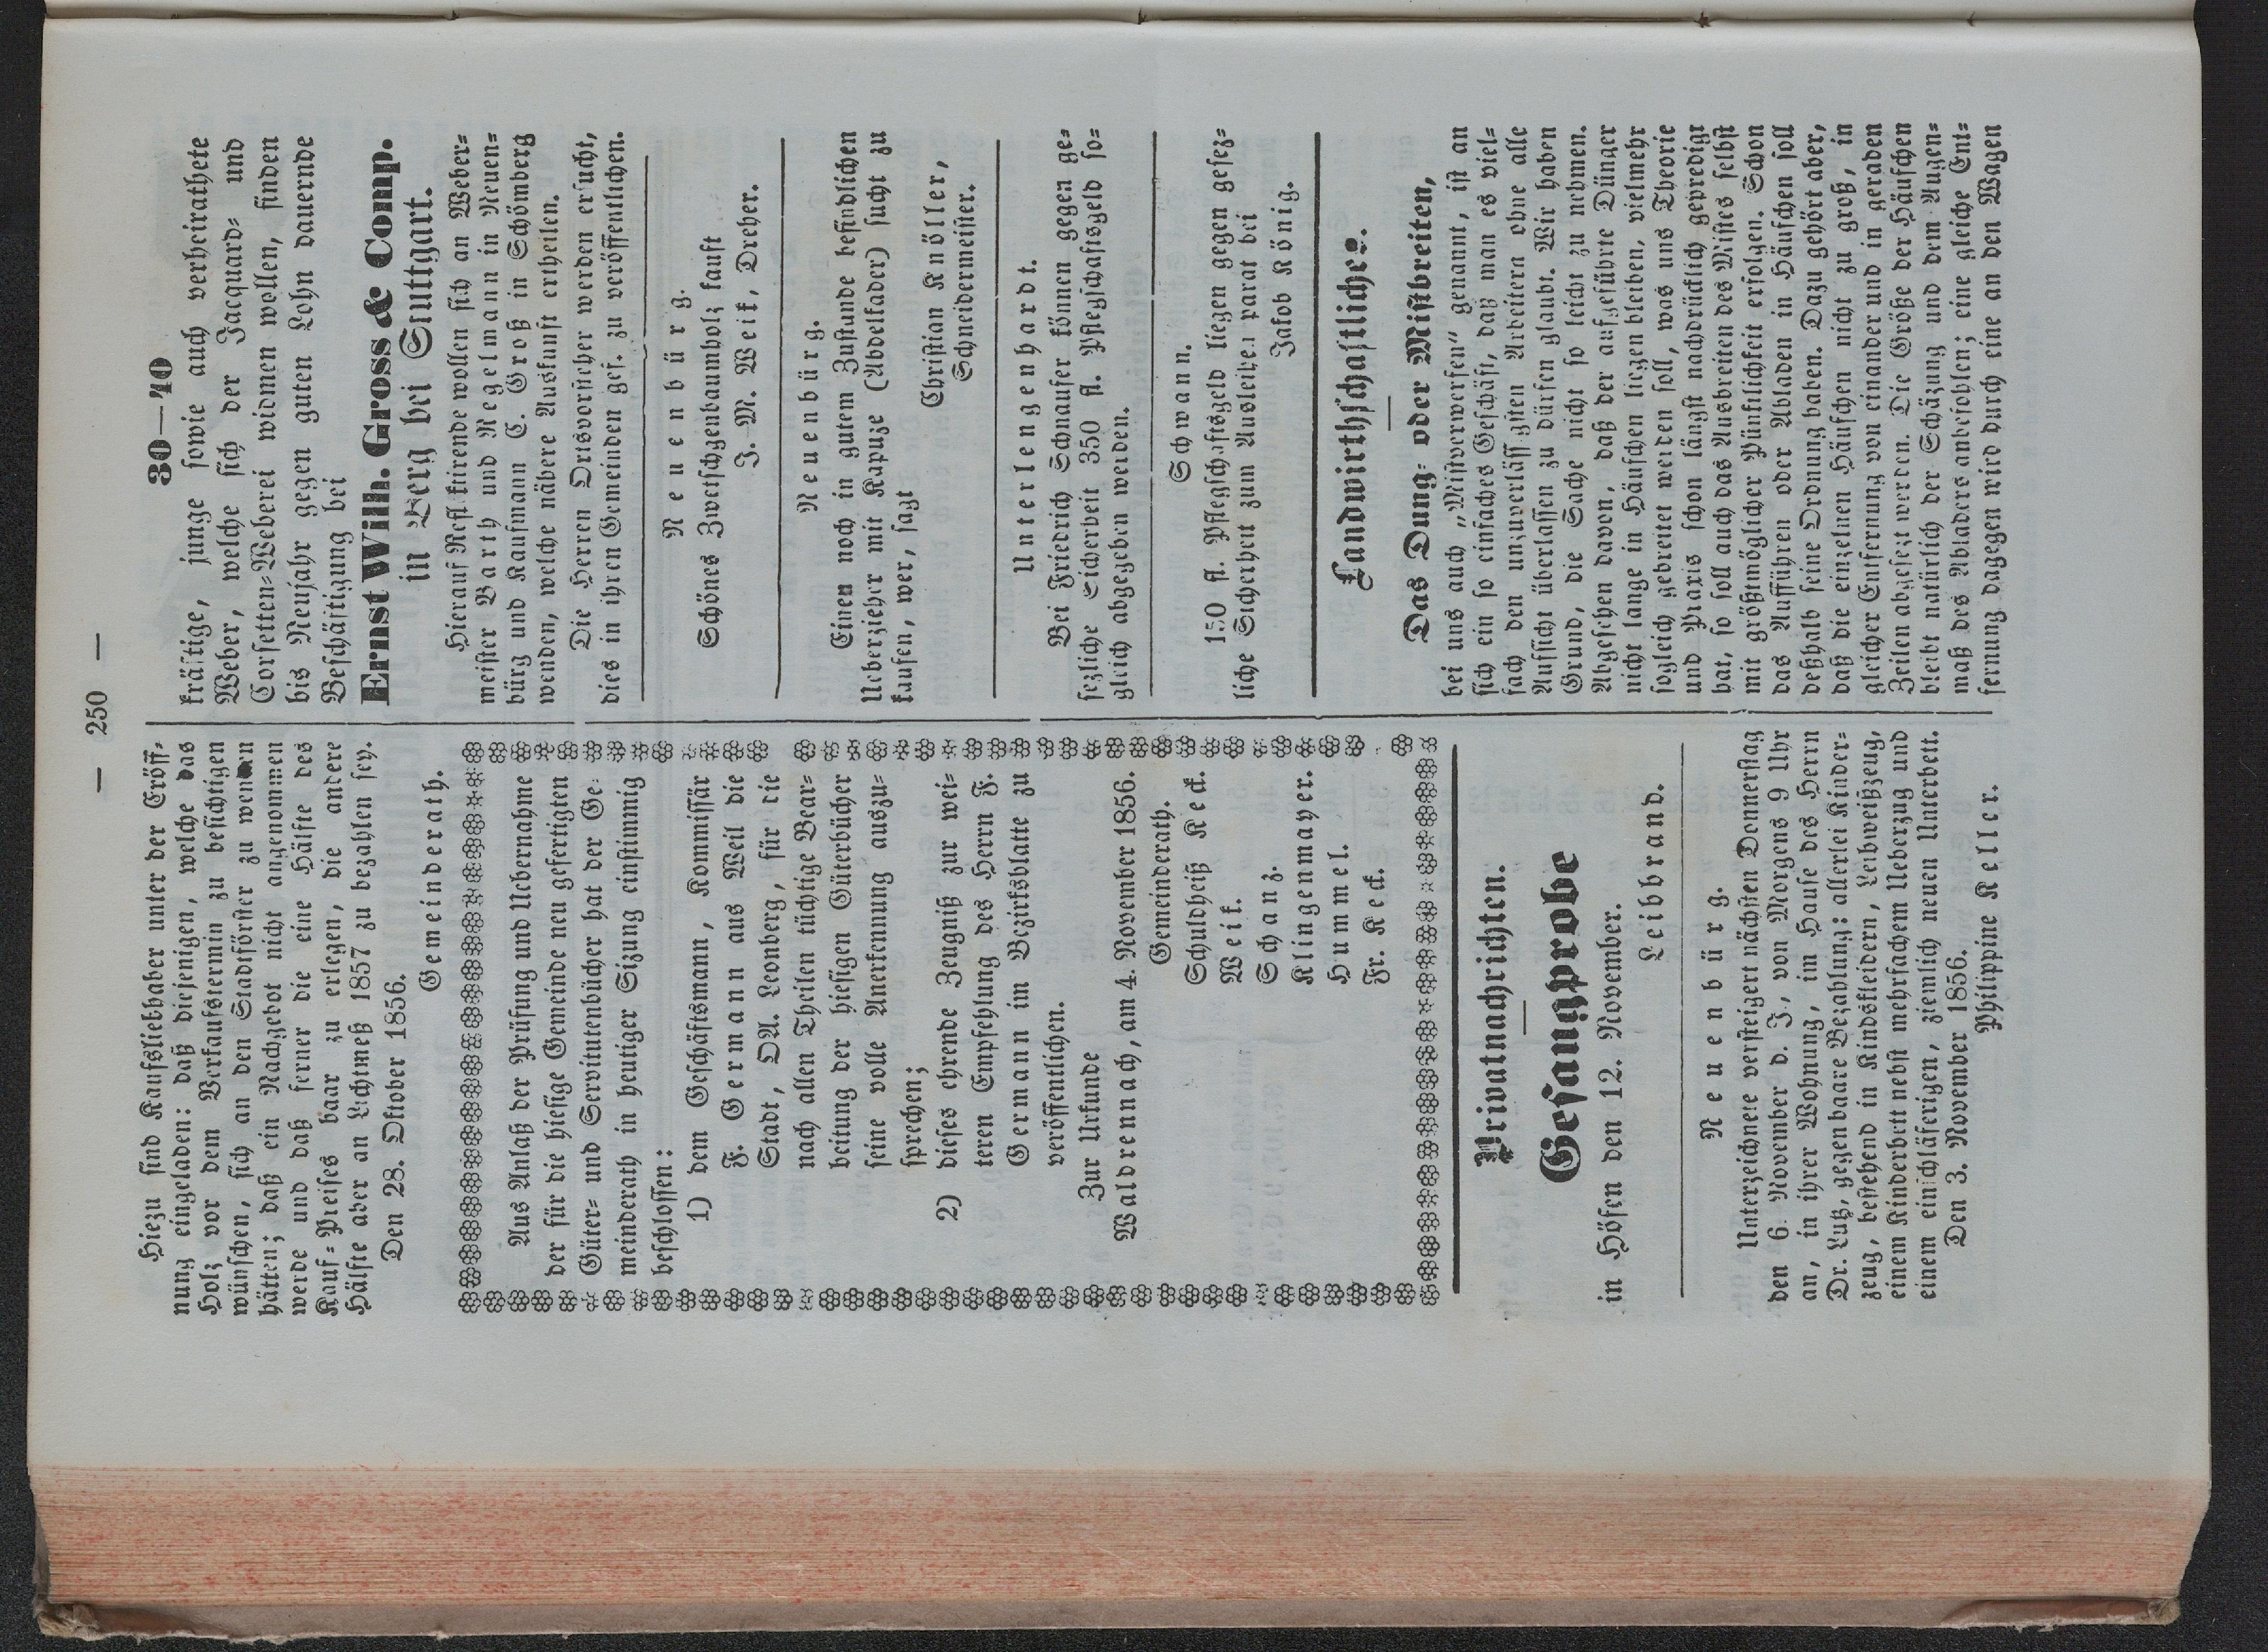 — 250 —
Hiezu sind Kaufsliebhaber unter der Eröff-
nung eingeladen: daß diejenigen, welche das
Holz vor dem Verkaufstermin zu besichtigen
wünschen, sich an den Stadtförster zu wenden
hätten; daß ein Nachgebot nicht angenommen
werde und daß ferner die eine Hälfte des
Kauf-Preises baar zu erlegen, die andere
Hälfte aber an Lichtmeß 1857 zu bezahlen sey.
Den 28. Oktober 1856.
Gemeinderath.
Aus Anlaß der Prüfung und Uebernahme
der für die hiesige Gemeinde neu gefertigten
Güter- und Servitutenbücher hat der Ge-
meinderath in heutiger Sizung einstimmig
beschlossen:
1) dem Geschäftsmann, Kommissär
F. Germann aus Weil die
Stadt, OA. Leonberg, für die
nach allen Theilen tüchtige Bear-
beitung der hiesigen Güterbücher
seine volle Anerkennung auszu-
sprechen;
2) dieses ehrende Zeugniß zur wei-
teren Empfehlung des Herrn F.
Germann im Bezirksblatte zu
veröffentlichen.
Zur Urkunde
Waldrennach, am 4. November 1856.
Gemeinderath.
Schuldheiß Keck.
Weik.
Schanz.
Klingenmayer.
Hummel.
Fr. Keck.
Privatnachrichten.
Gesangprobe
in Höfen den 12. November.
Leibbrand.
Neuenbürg.
Unterzeichnete versteigert nächsten Donnerstag
den 6. November d. J., von Morgens 9 Uhr
an, in ihrer Wohnung, im Hause des Herrn
Dr. Lutz, gegen baare Bezahlung: allerlei Kinder-
zeug, bestehend in Kindskleidern, Leibweißzeug,
einem Kinderbett nebst mehrfachem Ueberzug und
einem einschläferigen, ziemlich neuen Unterbett.
Den 3. November 1856.
Philippine Keller.
30—40
kräftige, junge sowie auch verheirathete
Weber, welche sich der Jacquard- und
Corsetten-Weberei widmen wollen, finden
bis Neujahr gegen guten Lohn dauernde
Beschäftigung bei
Ernst Wilh. Gross & Comp.
in Berg bei Stuttgart.
Hierauf Reflektirende wollen sich an Weber-
meister Barth und Regelmann in Neuen-
bürg und Kaufmann C. Groß in Schömberg
wenden, welche nähere Auskunft ertheilen.
Die Herren Ortsvorsteher werden ersucht,
dies in ihren Gemeinden gef. zu veröffentlichen.
Neuenbürg.
Schönes Zwetschgenbaumholz kauft
J. M. Weik, Dreher.
Neuenbürg.
Einen noch in gutem Zustande befindlichen
Ueberzieher mit Kapuze (Abdelkader) sucht zu
kaufen, wer, sagt
Christian Knöller,
Schneidermeister.
Unterlengenhardt.
Bei Friedrich Schnaufer können gegen ge-
sezliche Sicherheit 350 fl. Pflegschaftsgeld so-
gleich abgegeben werden.
Schwann.
150 fl. Pflegschaftsgeld liegen gegen gesez-
liche Sicherheit zum Ausleihen parat bei
Jakob König.
Landwirthschaftliches.
Das Dung- oder Mistbreiten,
bei uns auch „Mistverwerfen" genannt, ist an
sich ein so einfaches Geschäft, daß man es viel-
fach den unzuverläss'gsten Arbeitern ohne alle
Aufsicht überlassen zu dürfen glaubt. Wir haben
Grund, die Sache nicht so leicht zu nehmen.
Abgesehen davon, daß der aufgeführte Dünger
nicht lange in Häufchen liegen bleiben, vielmehr
sogleich gebreitet werden soll, was uns Theorie
und Praxis schon längst nachdrücklich gepredigt
hat, so soll auch das Ausbreiten des Mistes selbst
mit größtmöglicher Pünktlichkeit erfolgen. Schon
das Aufführen oder Abladen in Häufchen soll
deßhalb seine Ordnung haben. Dazu gehört aber,
daß die einzelnen Häufchen nicht zu groß, in
gleicher Entfernung von einander und in geraden
Zeilen abgesezt werden. Die Größe der Häufchen
bleibt natürlich der Schäzung und dem Augen-
maß des Abladers anbefohlen; eine gleiche Ent-
fernung dagegen wird durch eine an den Wagen